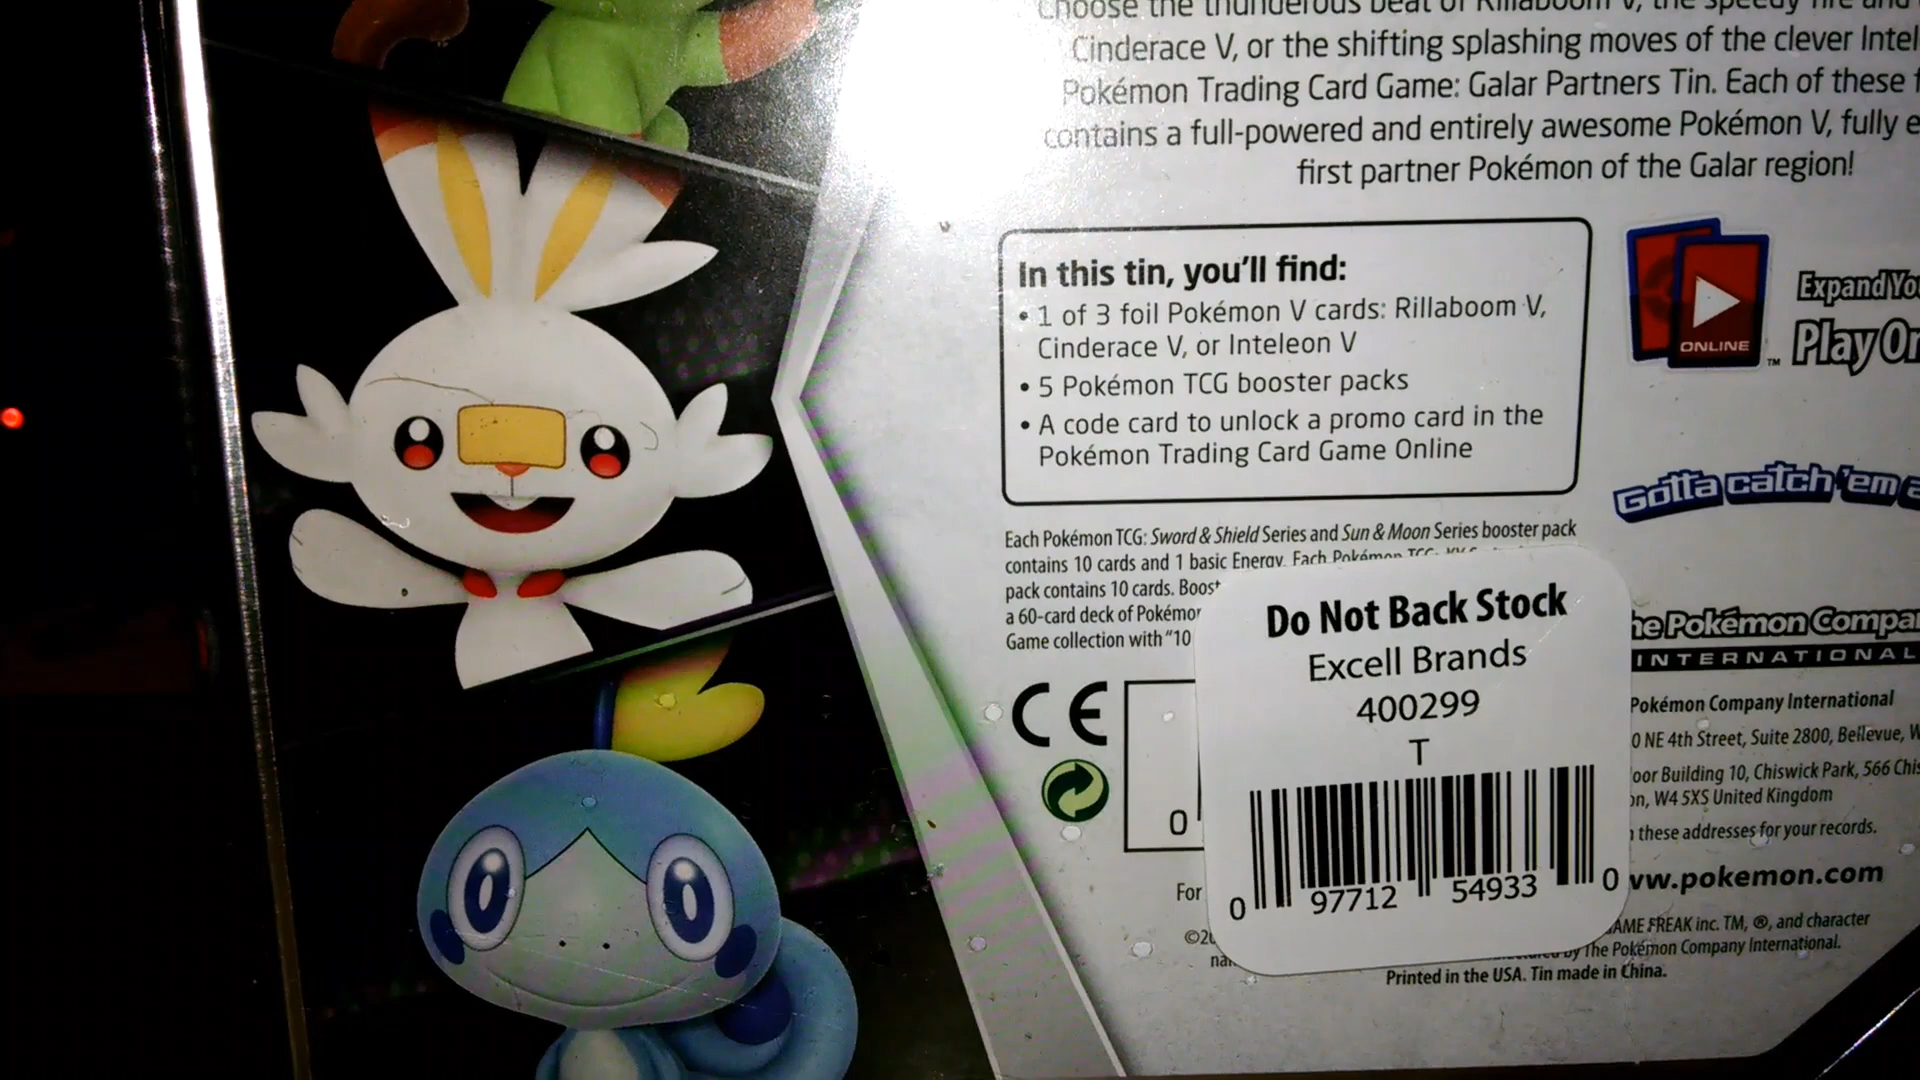 Choose the thunderous beat of Rillaboom V, the speedy fire and
Cinderace V, or the shifting splashing moves of the clever Intel
Pokémon Trading Card Game: Galar Partners Tin. Each of these
contains a full-powered and entirely awesome Pokémon V, fully e
first partner Pokémon of the Galar region!
In this tin, you'll find:
• 1 of 3 foil Pokémon V cards: Rillaboom V,
Cinderace V, or Inteleon V
• 5 Pokémon TCG booster packs
• A code card to unlock a promo card in the
Pokémon Trading Card Game Online
ONLINE
TM
Expand You
Play On
Gotta catch 'em a
Each Pokémon TCG: Sword & Shield Series and Sun & Moon Series booster pack
contains 10 cards and 1 basic Energy. Each Pokémon TCG:
pack contains 10 cards. Boost
a 60-card deck of Pokémon
Game collection with "10
CE
0
Do Not Back Stock
Excell Brands
400299
T
0 97712 54933 0
he Pokémon Compa
INTERNATIONAL
Pokémon Company International
0 NE 4th Street, Suite 2800, Bellevue, W
oor Building 10, Chiswick Park, 566 Chis
on, W4 5XS United Kingdom
these addresses for your records.
ww.pokemon.com
For
©20
AME FREAK inc. TM, ®, and character
na
by The Pokémon Company International.
Printed in the USA. Tin made in China.